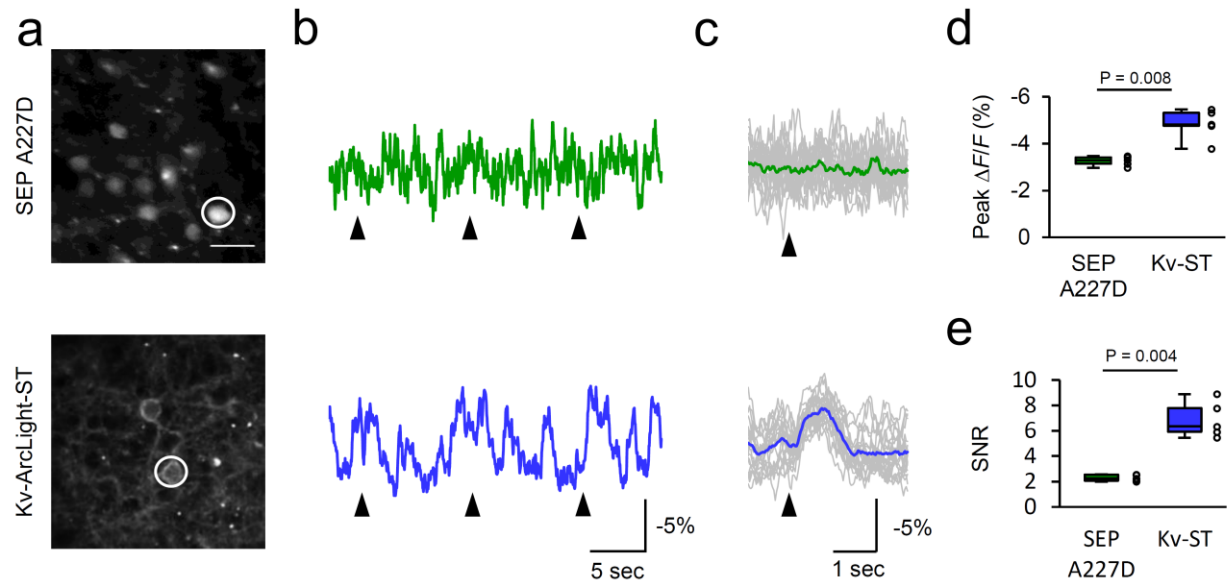 a
b
c
d
SEP A227D
P = 0.008
Peak ΔF/F (%)
-6
-4
-2
0
SEP
A227D
Kv-ST
Kv-ArcLight-ST
-5%
5 sec
-5%
1 sec
e
P = 0.004
SNR
10
8
6
4
2
0
SEP
A227D
Kv-ST